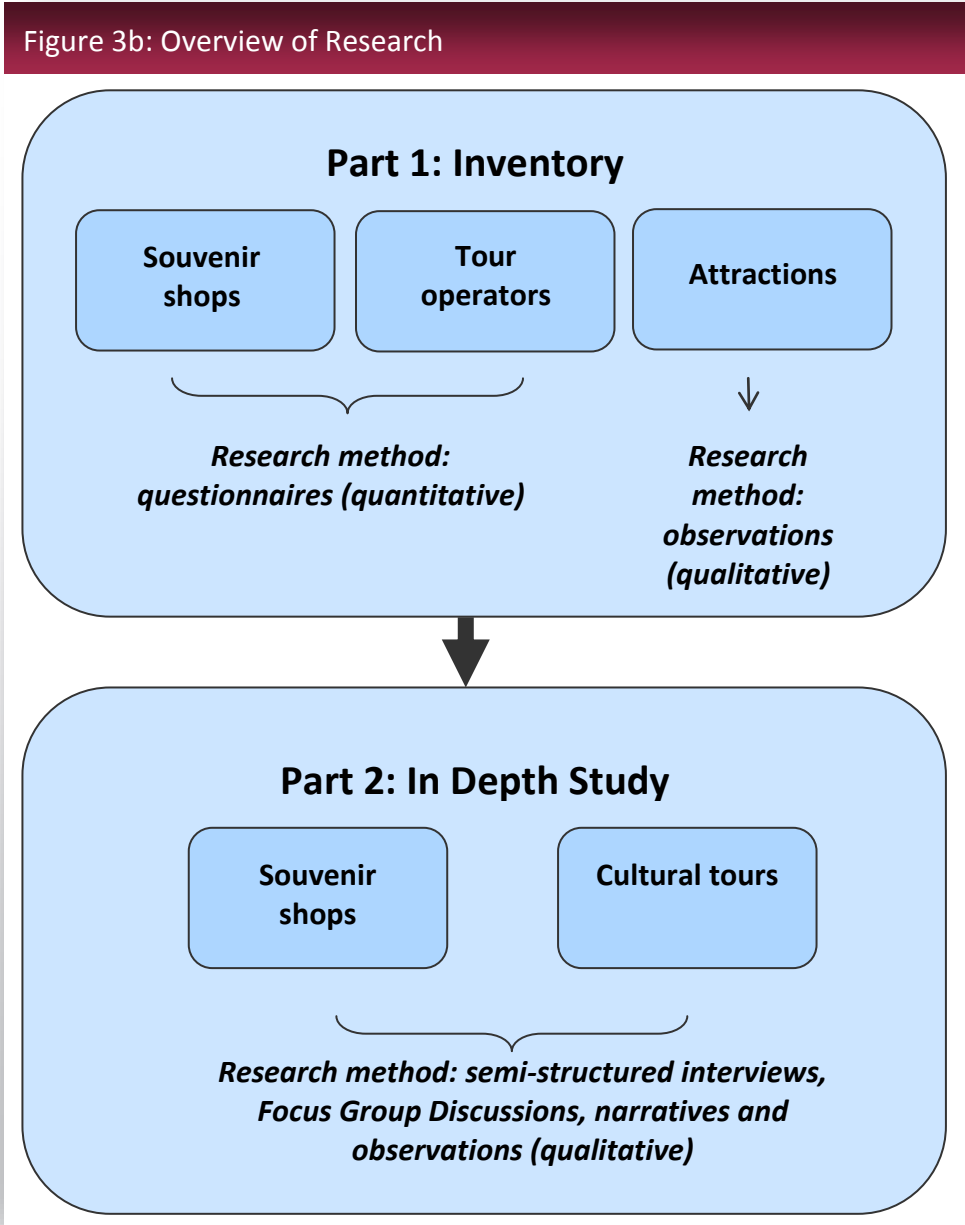 Figure 3b: Overview of Research
Part 1: Inventory
Souvenir
shops
Tour
operators
Attractions
Research method:
questionnaires (quantitative)
Research
method:
observations
(qualitative)
Part 2: In Depth Study
Souvenir
shops
Cultural tours
Research method: semi-structured interviews,
Focus Group Discussions, narratives and
observations (qualitative)